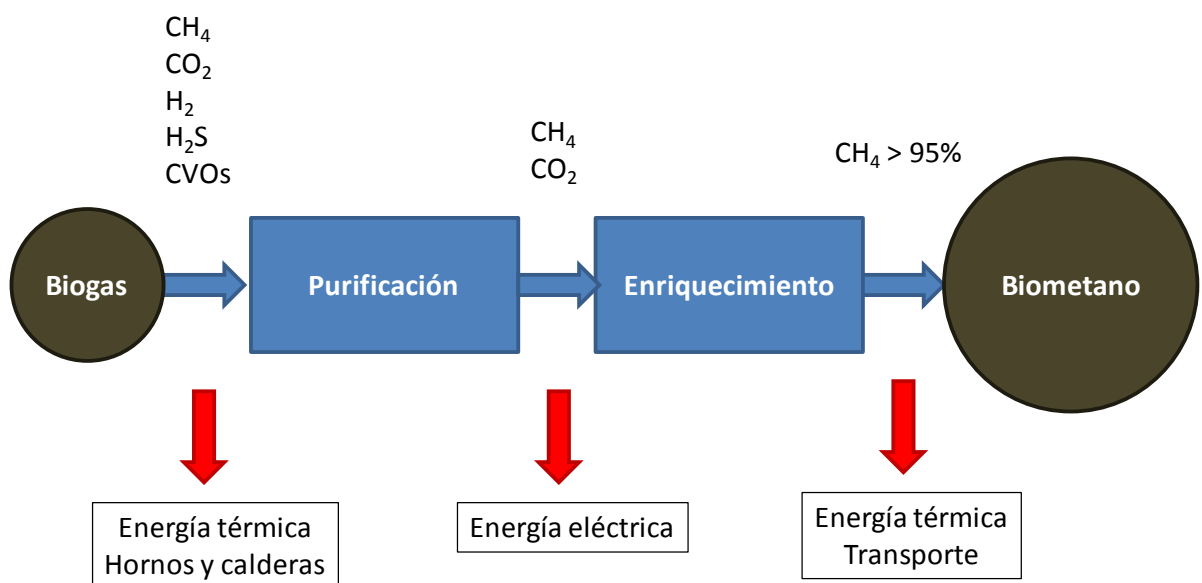 CH₄
CO₂
H₂
H₂S
CVOs
CH₄
CO₂
CH₄ > 95%
Biogas
Purificación
Enriquecimiento
Biometano
Energía térmica
Hornos y calderas
Energía eléctrica
Energía térmica
Transporte